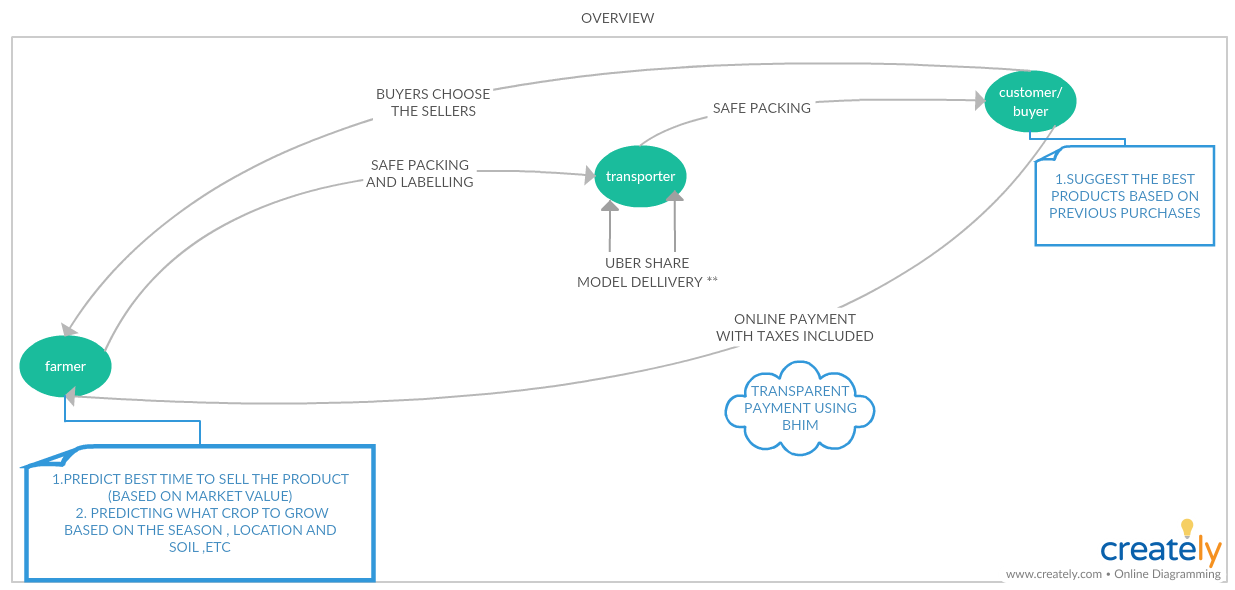 OVERVIEW
BUYERS CHOOSE
THE SELLERS
SAFE PACKING
customer/
buyer
SAFE PACKING
AND LABELLING
transporter
1.SUGGEST THE BEST
PRODUCTS BASED ON
PREVIOUS PURCHASES
UBER SHARE
MODEL DELLIVERY **
ONLINE PAYMENT
WITH TAXES INCLUDED
farmer
TRANSPARENT
PAYMENT USING
BHIM
1.PREDICT BEST TIME TO SELL THE PRODUCT
(BASED ON MARKET VALUE)
2. PREDICTING WHAT CROP TO GROW
BASED ON THE SEASON , LOCATION AND
SOIL ,ETC
creately
www.creately.com • Online Diagramming